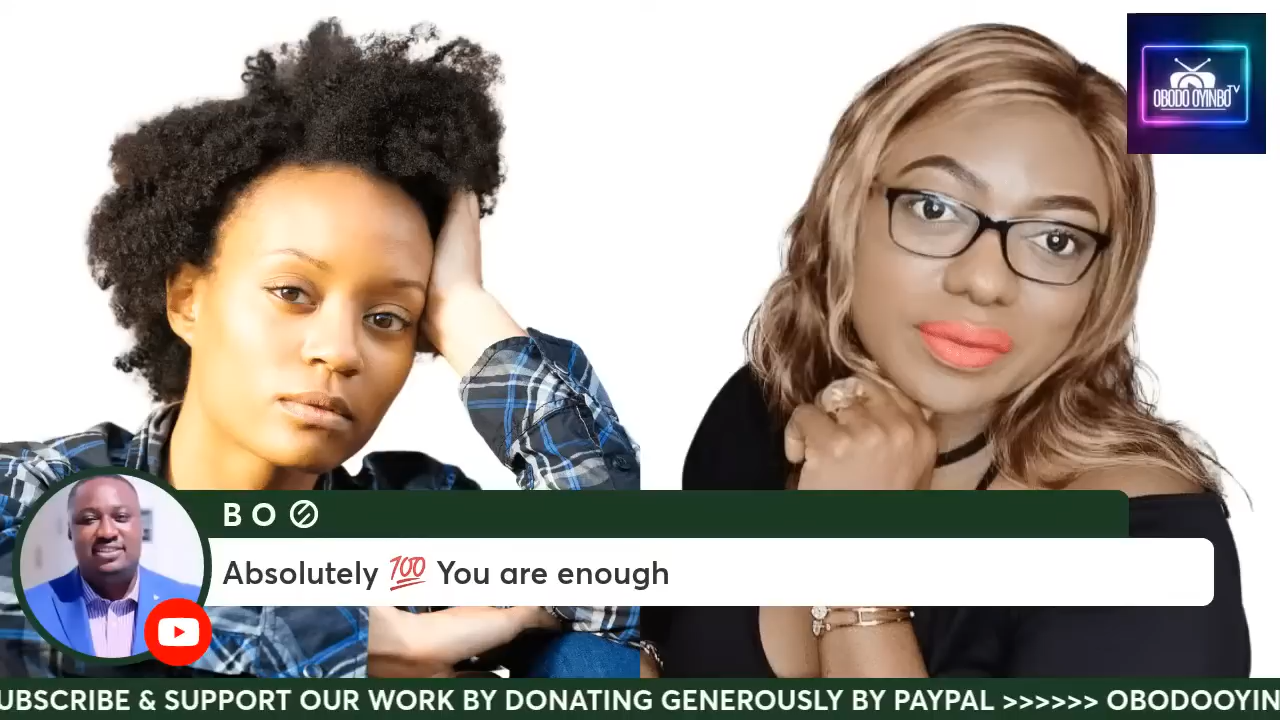 OBODO OYINBO TV
B O
Absolutely 💯 You are enough
UBSCRIBE & SUPPORT OUR WORK BY DONATING GENEROUSLY BY PAYPAL >>>>>> OBODOOYIN